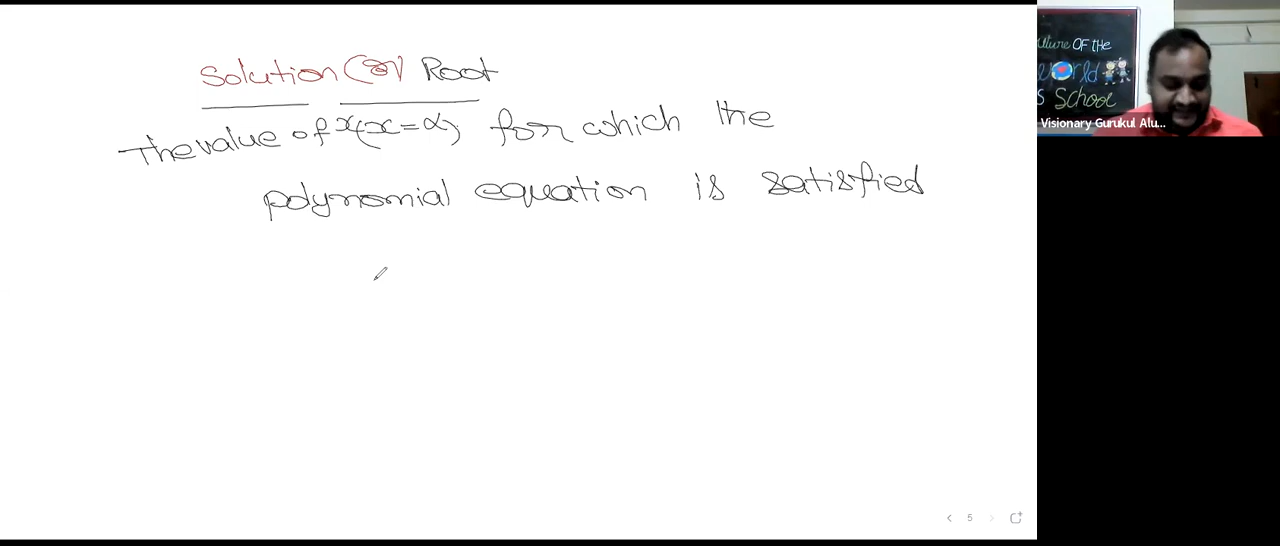 Solution (or) Root
The value of x(x=α) for which the
polynomial equation is satisfied
5
ulture OF tHe
world
S School
Visionary Gurukul Alu...